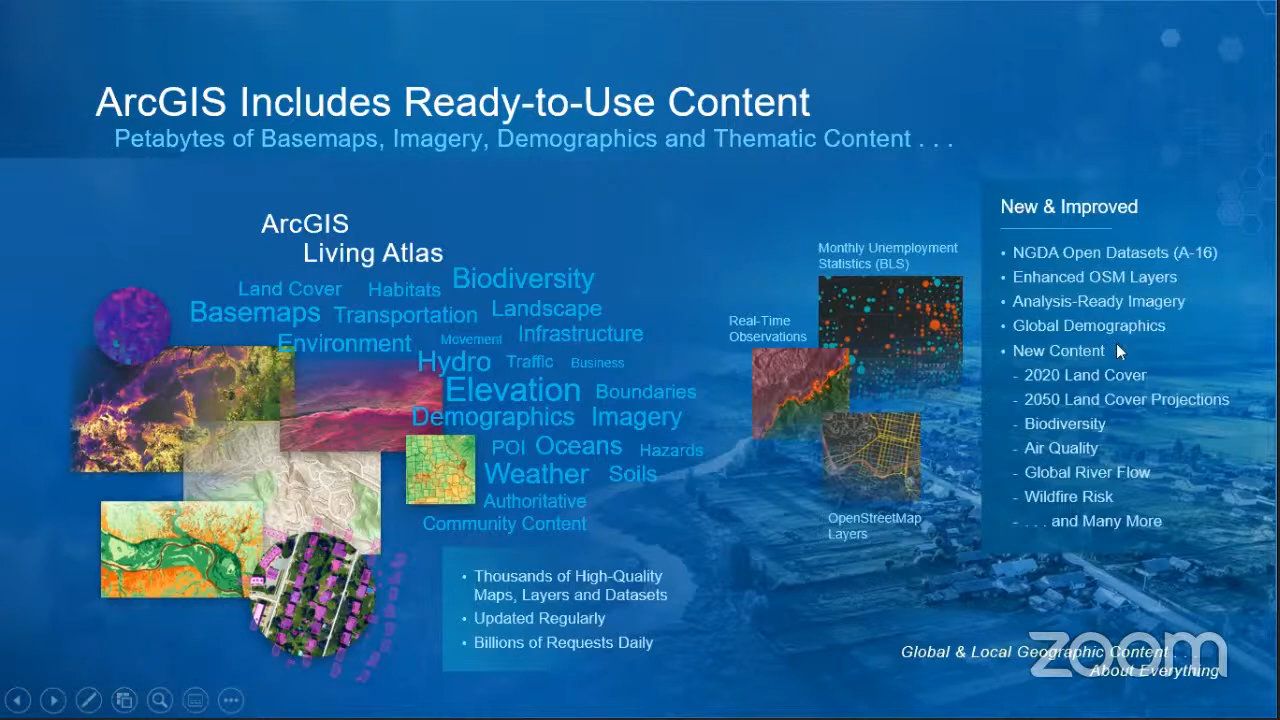 ArcGIS Includes Ready-to-Use Content
Petabytes of Basemaps, Imagery, Demographics and Thematic Content . . .
ArcGIS
Living Atlas
Land Cover Habitats Biodiversity
Basemaps Transportation Landscape
Environment Movement Infrastructure
Hydro Traffic Business
Elevation Boundaries
Demographics Imagery
POI Oceans Hazards
Weather Soils
Authoritative
Community Content
• Thousands of High-Quality
Maps, Layers and Datasets
• Updated Regularly
• Billions of Requests Daily
Monthly Unemployment
Statistics (BLS)
Real-Time
Observations
OpenStreetMap
Layers
New & Improved
• NGDA Open Datasets (A-16)
• Enhanced OSM Layers
• Analysis-Ready Imagery
• Global Demographics
• New Content
- 2020 Land Cover
- 2050 Land Cover Projections
- Biodiversity
- Air Quality
- Global River Flow
- Wildfire Risk
- . . . and Many More
Global & Local Geographic Content . .
About Everything
zoom